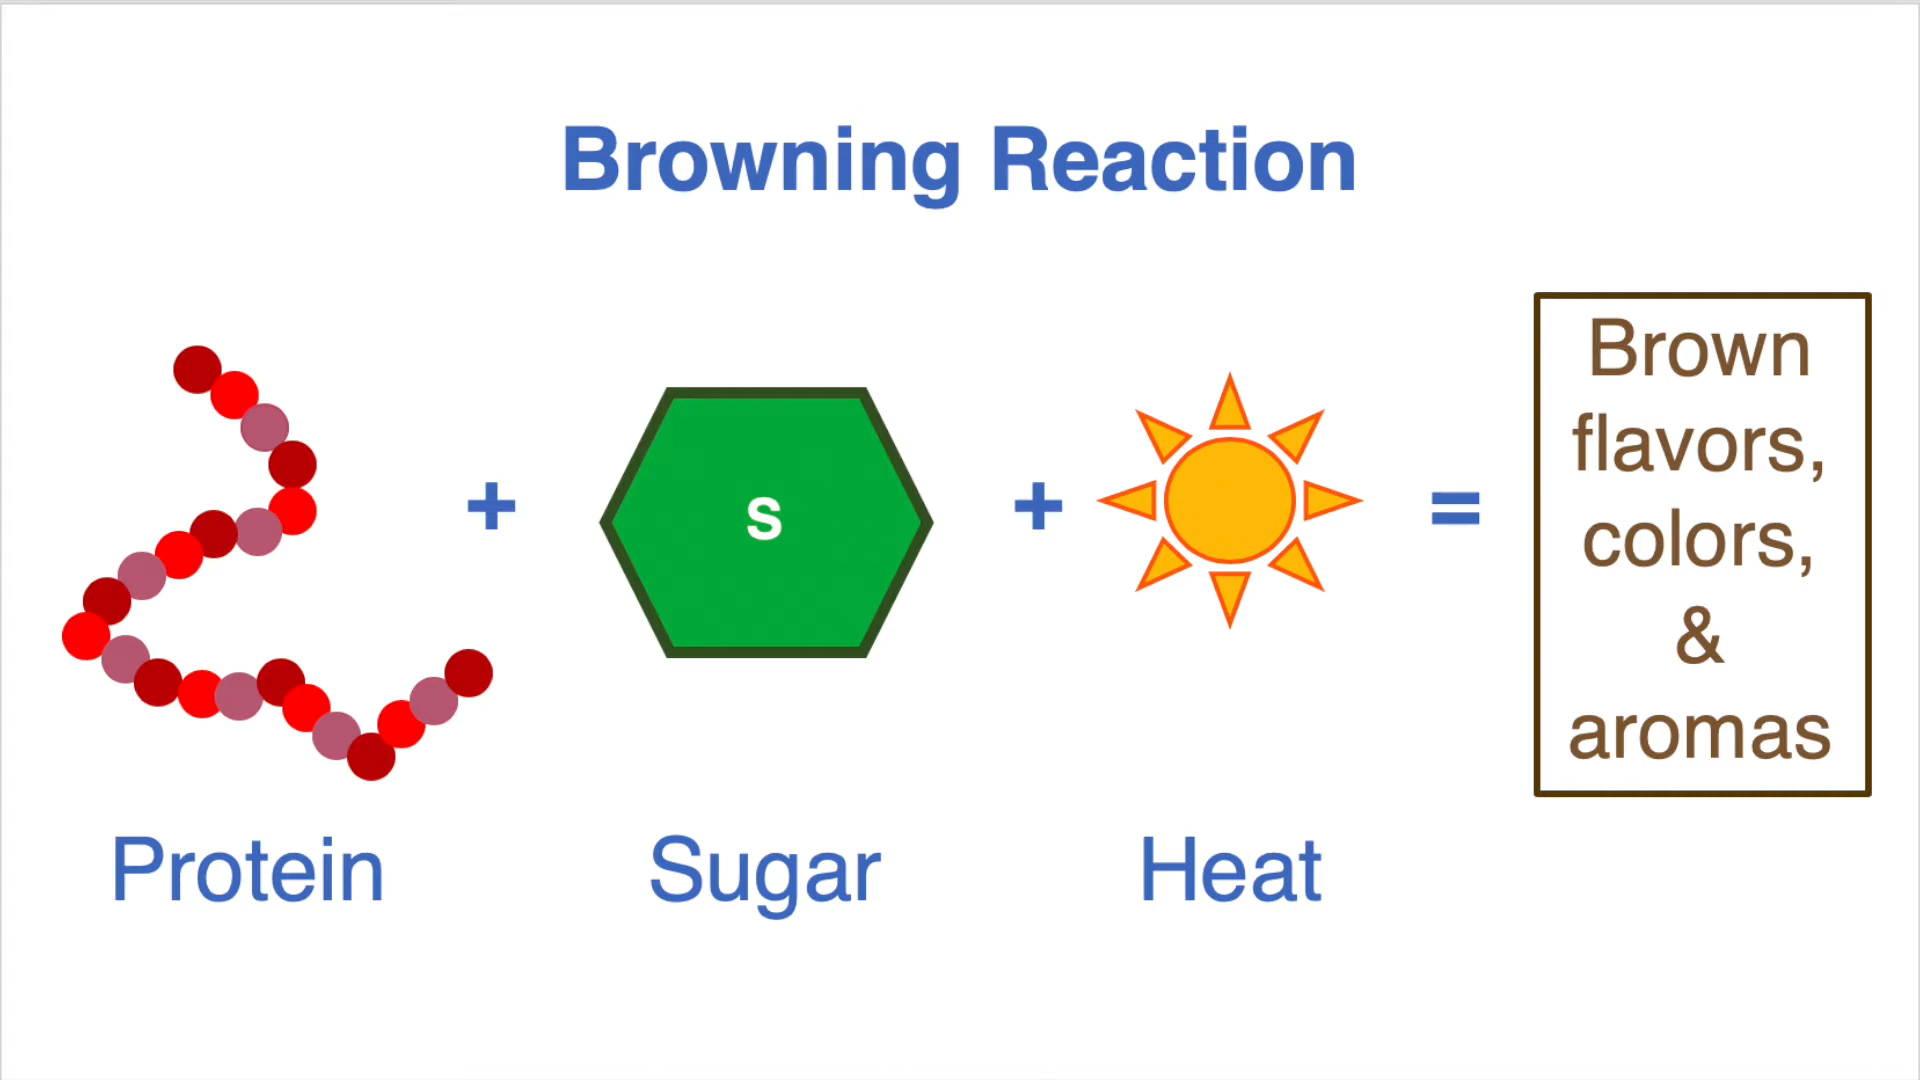 Browning Reaction
Brown
flavors,
colors,
&
aromas
+
S
+
=
Protein
Sugar
Heat